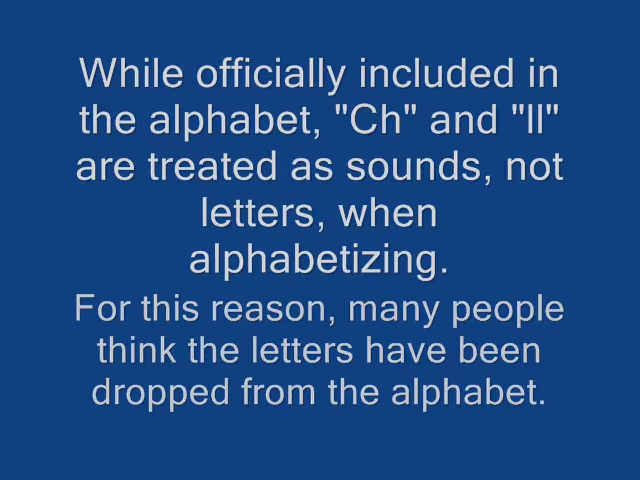 While officially included in
the alphabet, "Ch" and "ll"
are treated as sounds, not
letters, when
alphabetizing.
For this reason, many people
think the letters have been
dropped from the alphabet.